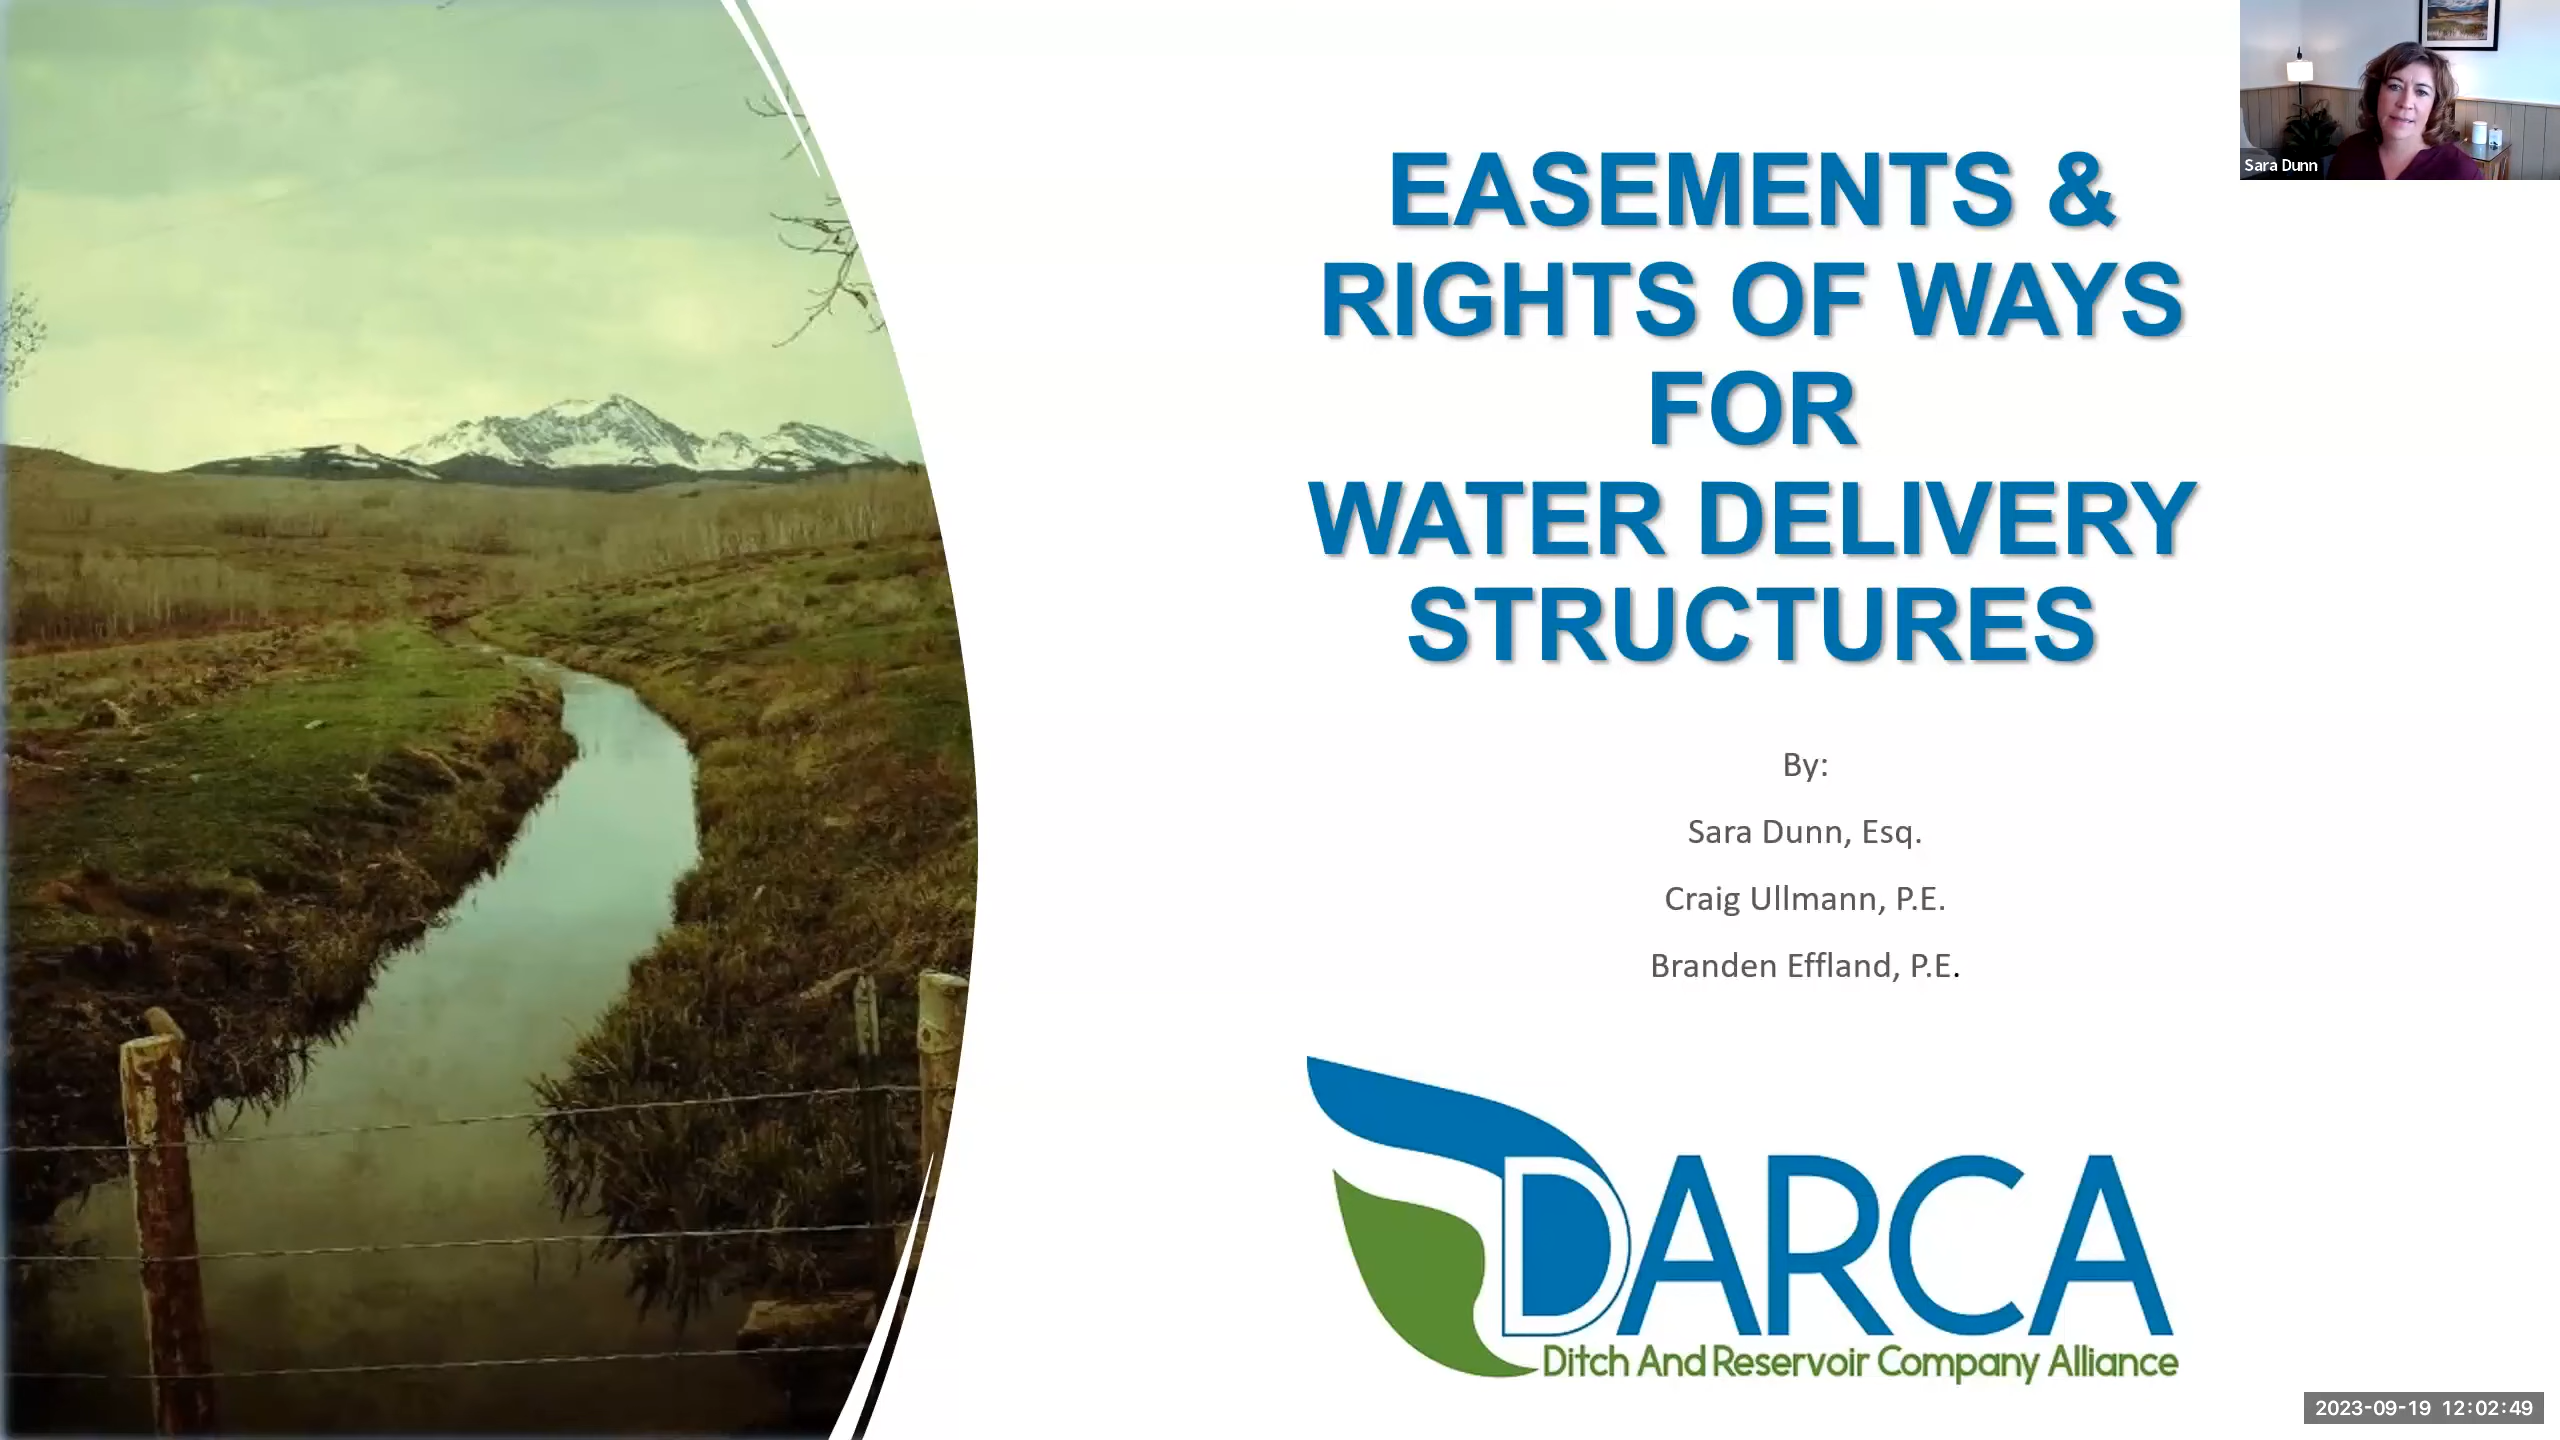 Sara Dunn
EASEMENTS &
RIGHTS OF WAYS
FOR
WATER DELIVERY
STRUCTURES
By:
Sara Dunn, Esq.
Craig Ullmann, P.E.
Branden Effland, P.E.
DARCA
Ditch And Reservoir Company Alliance
2023-09-19 12:02:49